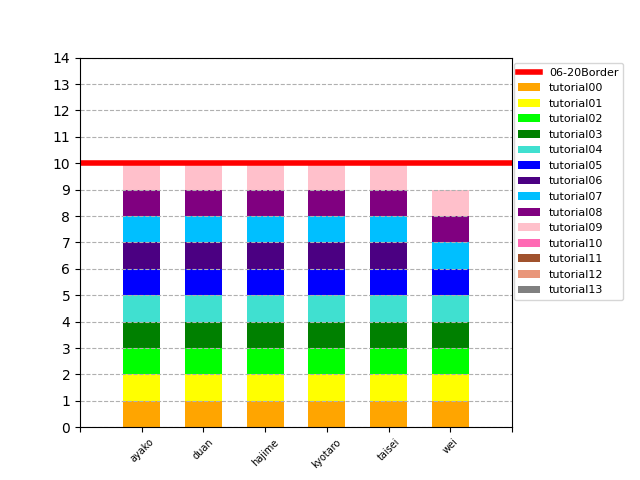 14
13
12
11
10
9
8
7
6
5
4
3
2
1
0
ayako
duan
hajime
kyotaro
taisei
wei
06-20Border
tutorial00
tutorial01
tutorial02
tutorial03
tutorial04
tutorial05
tutorial06
tutorial07
tutorial08
tutorial09
tutorial10
tutorial11
tutorial12
tutorial13